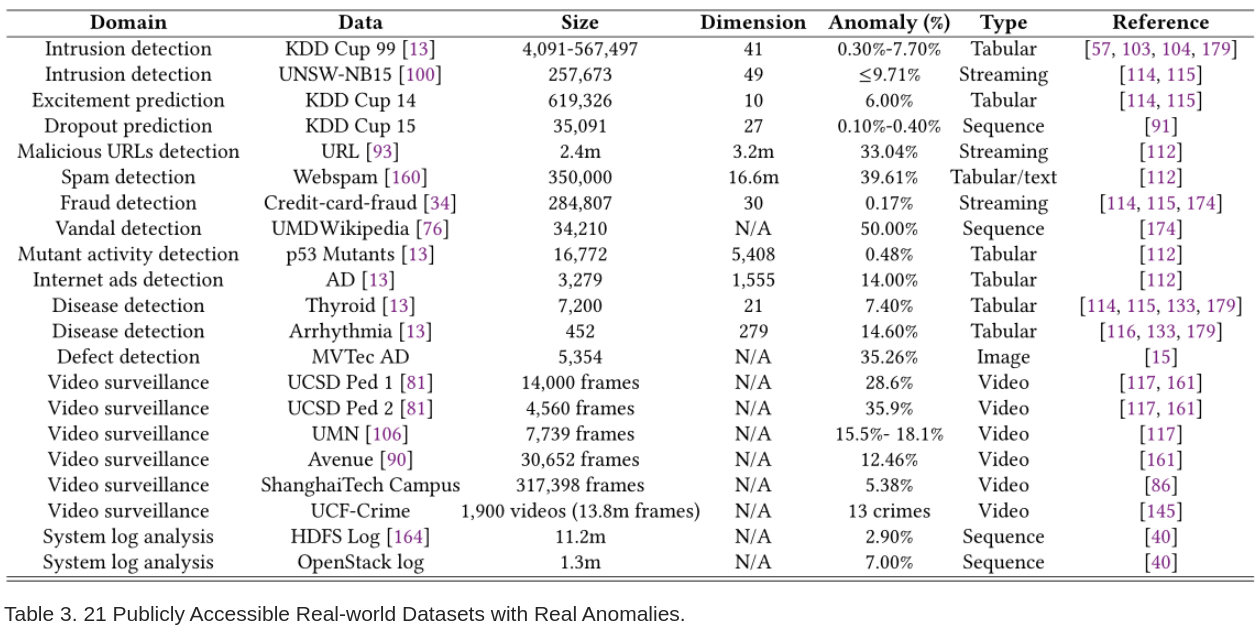 Domain Data Size Dimension Anomaly (%) Type Reference
Intrusion detection KDD Cup 99 [13] 4,091-567,497 41 0.30%-7.70% Tabular [57, 103, 104, 179]
Intrusion detection UNSW-NB15 [100] 257,673 49 ≤9.71% Streaming [114, 115]
Excitement prediction KDD Cup 14 619,326 10 6.00% Tabular [114, 115]
Dropout prediction KDD Cup 15 35,091 27 0.10%-0.40% Sequence [91]
Malicious URLs detection URL [93] 2.4m 3.2m 33.04% Streaming [112]
Spam detection Webspam [160] 350,000 16.6m 39.61% Tabular/text [112]
Fraud detection Credit-card-fraud [34] 284,807 30 0.17% Streaming [114, 115, 174]
Vandal detection UMDWikipedia [76] 34,210 N/A 50.00% Sequence [174]
Mutant activity detection p53 Mutants [13] 16,772 5,408 0.48% Tabular [112]
Internet ads detection AD [13] 3,279 1,555 14.00% Tabular [112]
Disease detection Thyroid [13] 7,200 21 7.40% Tabular [114, 115, 133, 179]
Disease detection Arrhythmia [13] 452 279 14.60% Tabular [116, 133, 179]
Defect detection MVTec AD 5,354 N/A 35.26% Image [15]
Video surveillance UCSD Ped 1 [81] 14,000 frames N/A 28.6% Video [117, 161]
Video surveillance UCSD Ped 2 [81] 4,560 frames N/A 35.9% Video [117, 161]
Video surveillance UMN [106] 7,739 frames N/A 15.5%- 18.1% Video [117]
Video surveillance Avenue [90] 30,652 frames N/A 12.46% Video [161]
Video surveillance ShanghaiTech Campus 317,398 frames N/A 5.38% Video [86]
Video surveillance UCF-Crime 1,900 videos (13.8m frames) N/A 13 crimes Video [145]
System log analysis HDFS Log [164] 11.2m N/A 2.90% Sequence [40]
System log analysis OpenStack log 1.3m N/A 7.00% Sequence [40]
Table 3. 21 Publicly Accessible Real-world Datasets with Real Anomalies.